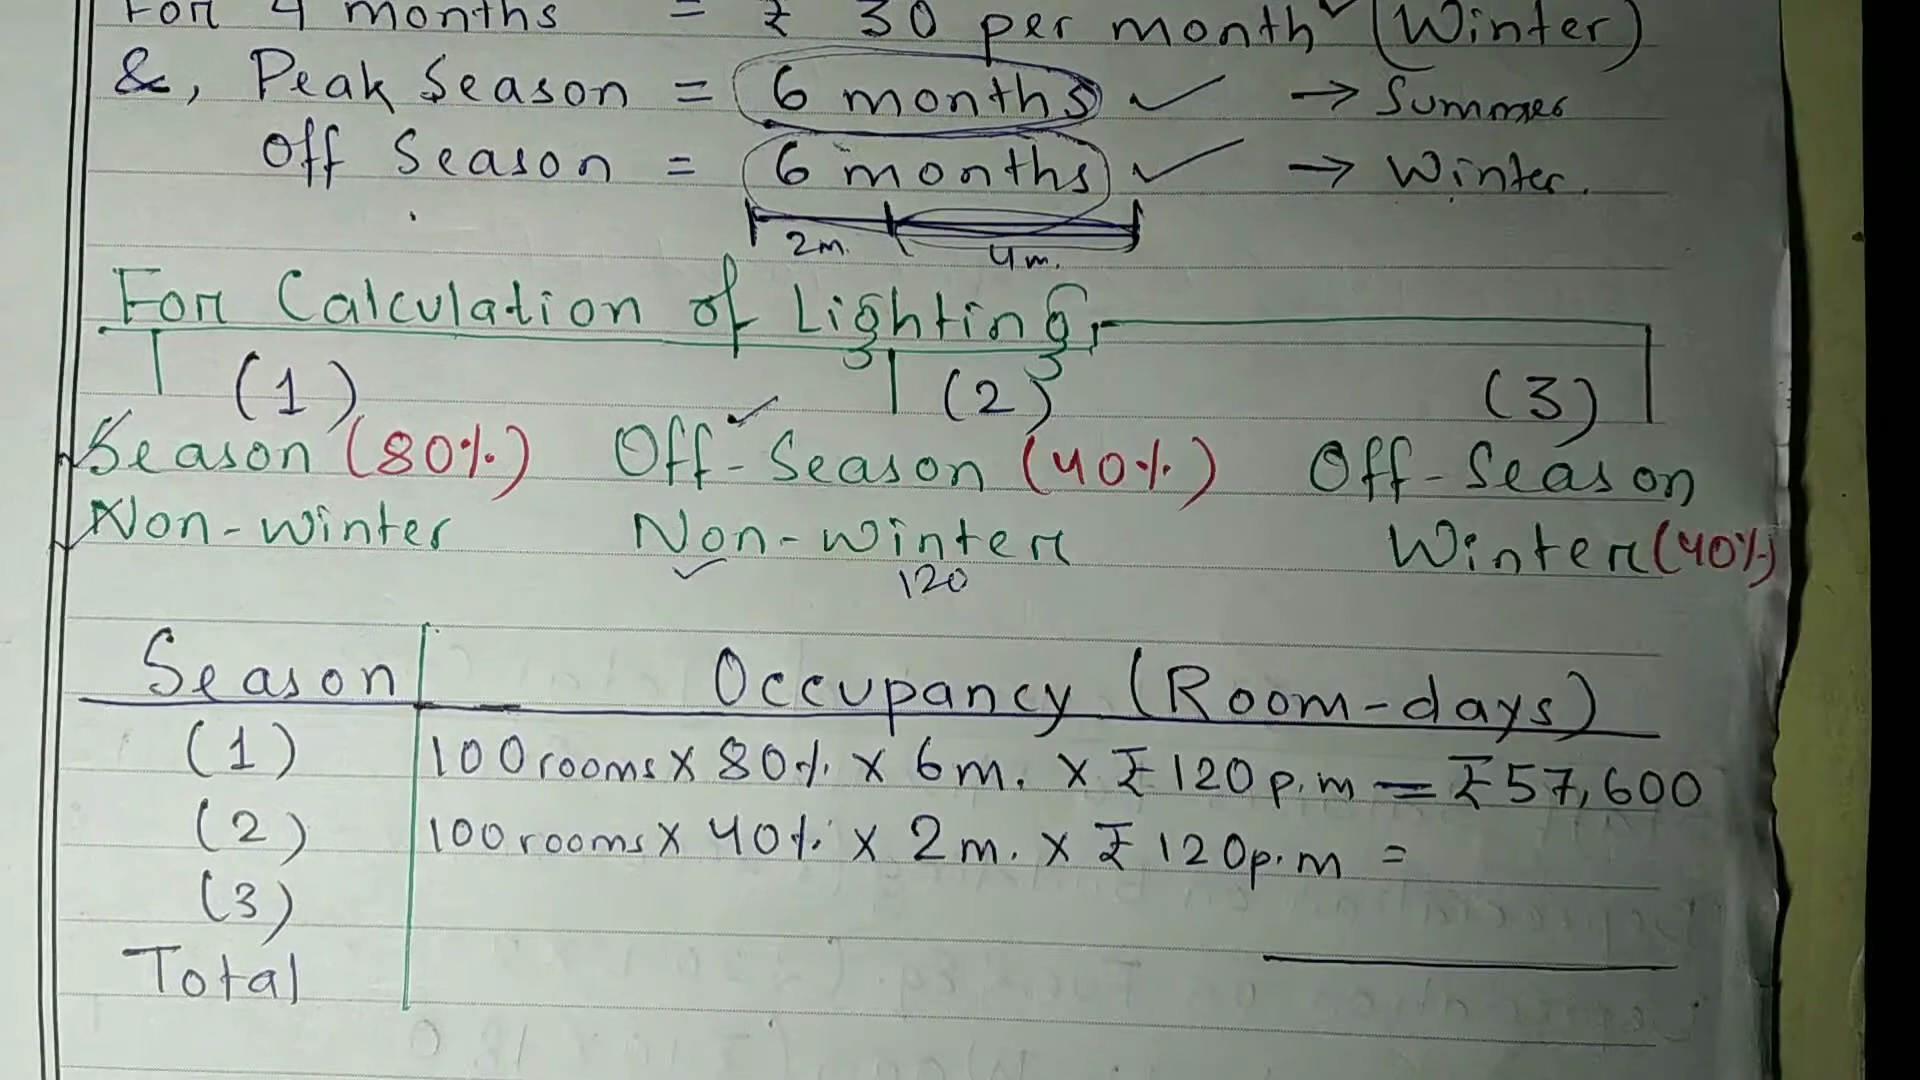 For 4 months = ₹ 30 per month (Winter)
&, Peak Season = 6 months ✓ → Summer
Off Season = 6 months ✓ → Winter.
2m. 4m.
For Calculation of Lighting
(1) (2) (3)
Season (80%) Off-Season (40%) Off-Season
Non-winter Non-winter Winter (40%)
120
Season Occupancy (Room-days)
(1) 100 rooms x 80% x 6m. x ₹ 120 p.m = ₹57,600
(2) 100 rooms x 40% x 2m. x ₹ 120p.m =
(3)
Total